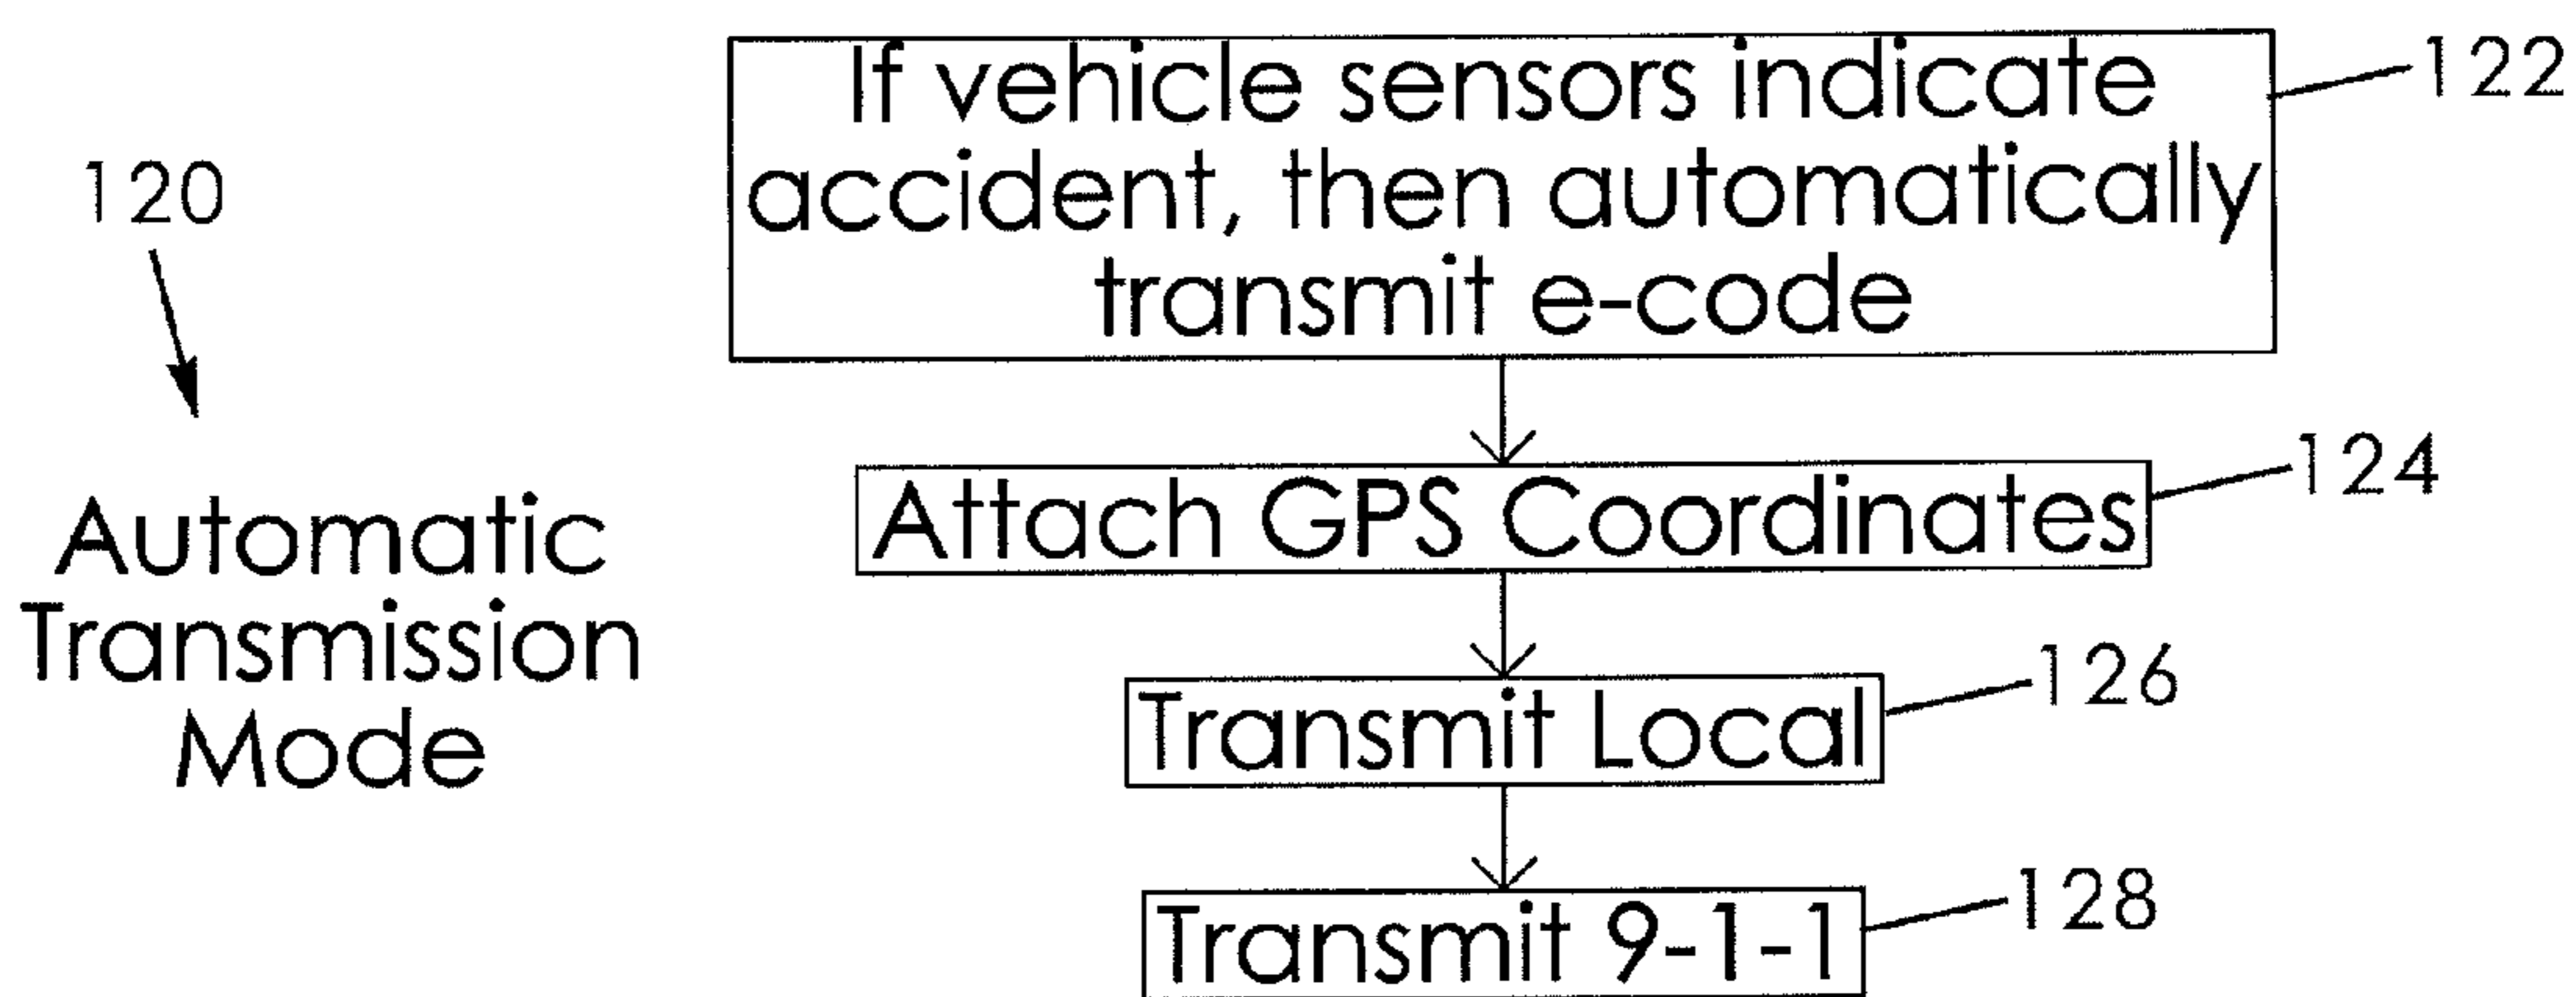 If vehicle sensors indicate
accident, then automatically
transmit e-code
122
120
Attach GPS Coordinates
124
Automatic
Transmission
Mode
Transmit Local
126
Transmit 9-1-1
128